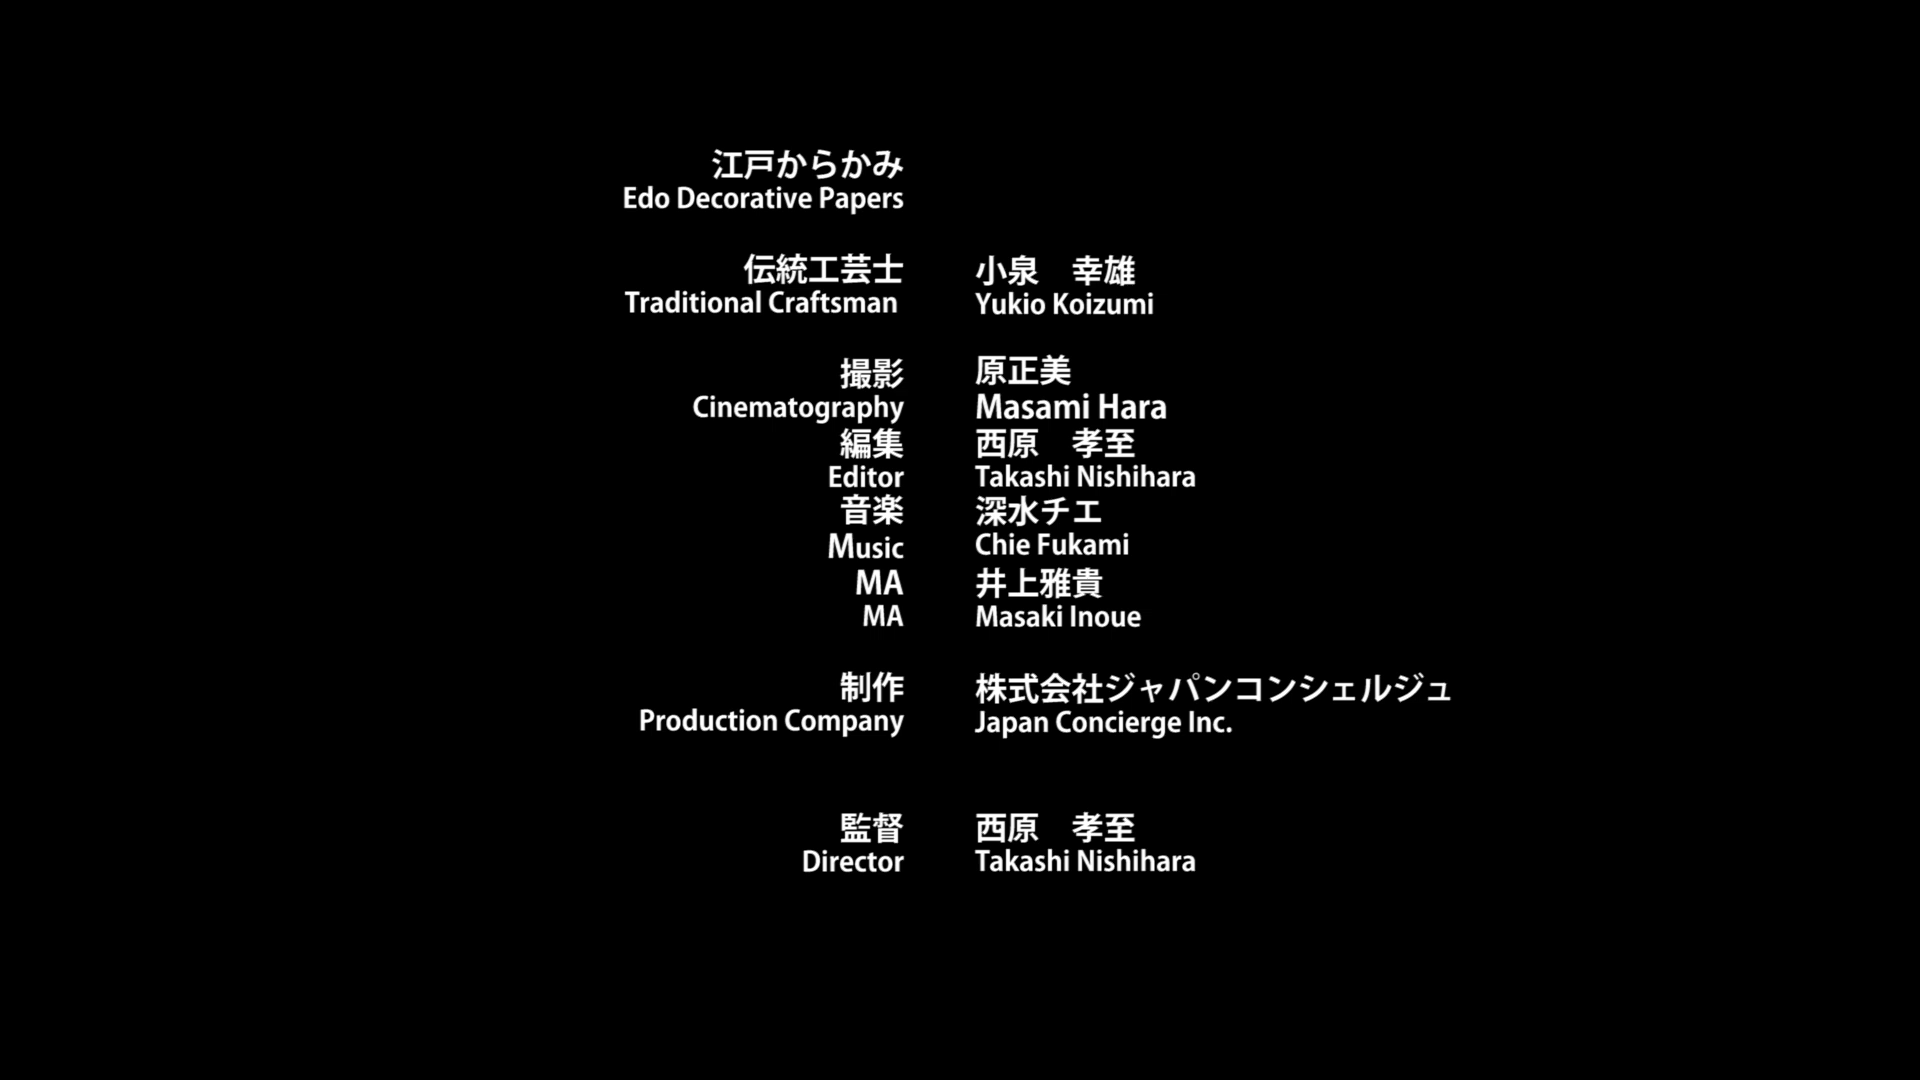 江戸からかみ
Edo Decorative Papers
伝統工芸士　小泉　幸雄
Traditional Craftsman Yukio Koizumi
撮影　原正美
Cinematography Masami Hara
編集　西原　孝至
Editor Takashi Nishihara
音楽　深水チエ
Music Chie Fukami
MA 井上雅貴
MA Masaki Inoue
制作　株式会社ジャパンコンシェルジュ
Production Company Japan Concierge Inc.
監督　西原　孝至
Director Takashi Nishihara